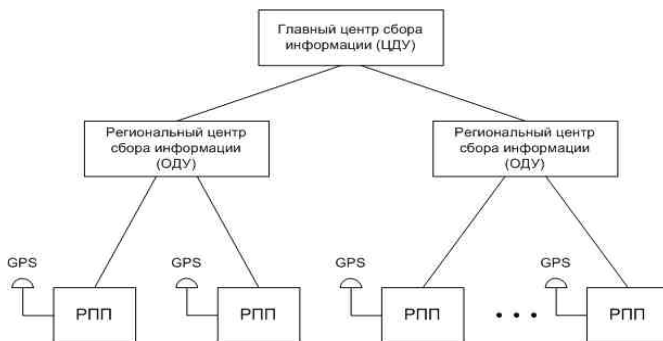 Главный центр сбора
информации (ЦДУ)
Региональный центр
сбора информации
(ОДУ)
Региональный центр
сбора информации
(ОДУ)
GPS
GPS
GPS
GPS
РПП
РПП
РПП
• • •
РПП